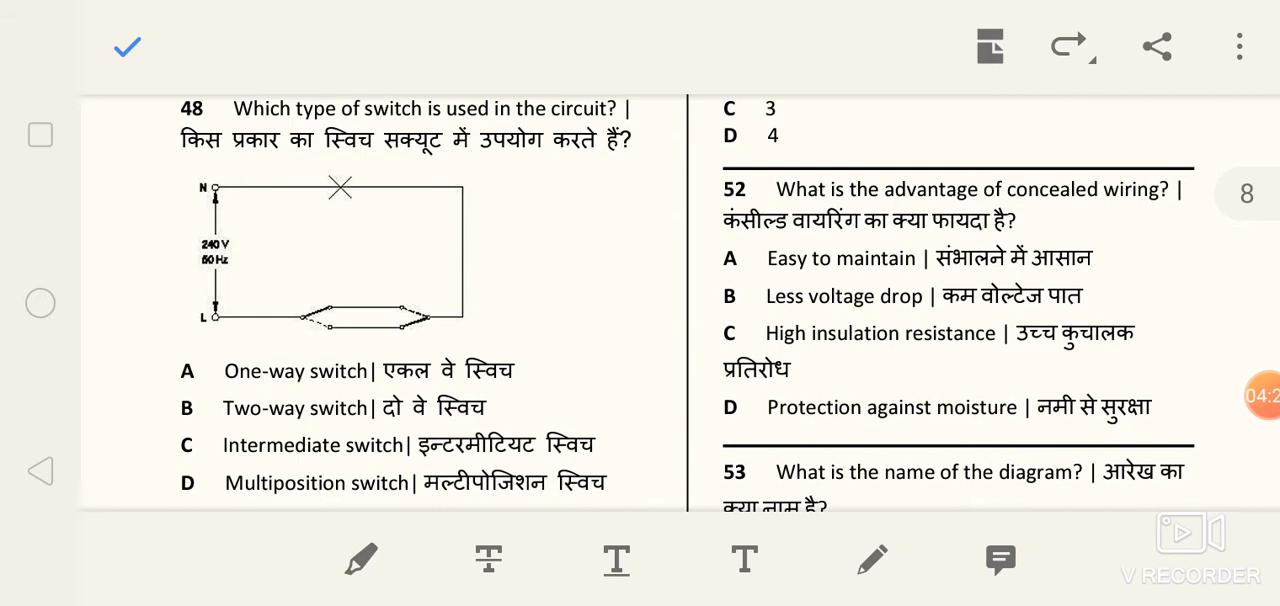 48 Which type of switch is used in the circuit? |
किस प्रकार का स्विच सक्यूट में उपयोग करते हैं?
N
240 V
50 Hz
L
A One-way switch| एकल वे स्विच
B Two-way switch| दो वे स्विच
C Intermediate switch| इन्टरमीटियट स्विच
D Multiposition switch| मल्टीपोजिशन स्विच
C 3
D 4
52 What is the advantage of concealed wiring? |
कंसील्ड वायरिंग का क्या फायदा है?
A Easy to maintain | संभालने में आसान
B Less voltage drop | कम वोल्टेज पात
C High insulation resistance | उच्च कुचालक
प्रतिरोध
D Protection against moisture | नमी से सुरक्षा
53 What is the name of the diagram? | आरेख का
क्या नाम है?
8
04:2
T
T
T
V RECORDER